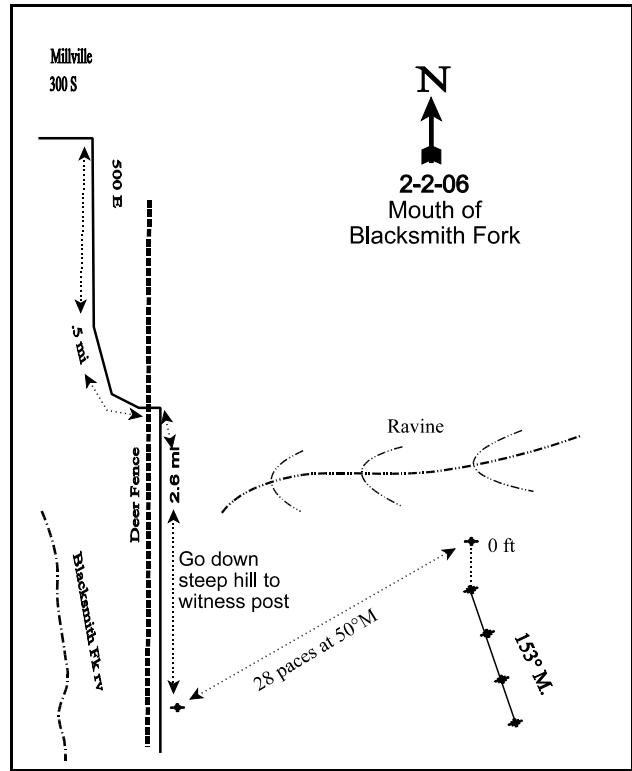 Millville
300 S
N
2-2-06
Mouth of
Blacksmith Fork
500 E
.5 mi
Ravine
2.6 mi
Deer Fence
0 ft
Go down
steep hill to
witness post
Blacksmith Fk rv
28 paces at 50°M
153° M.